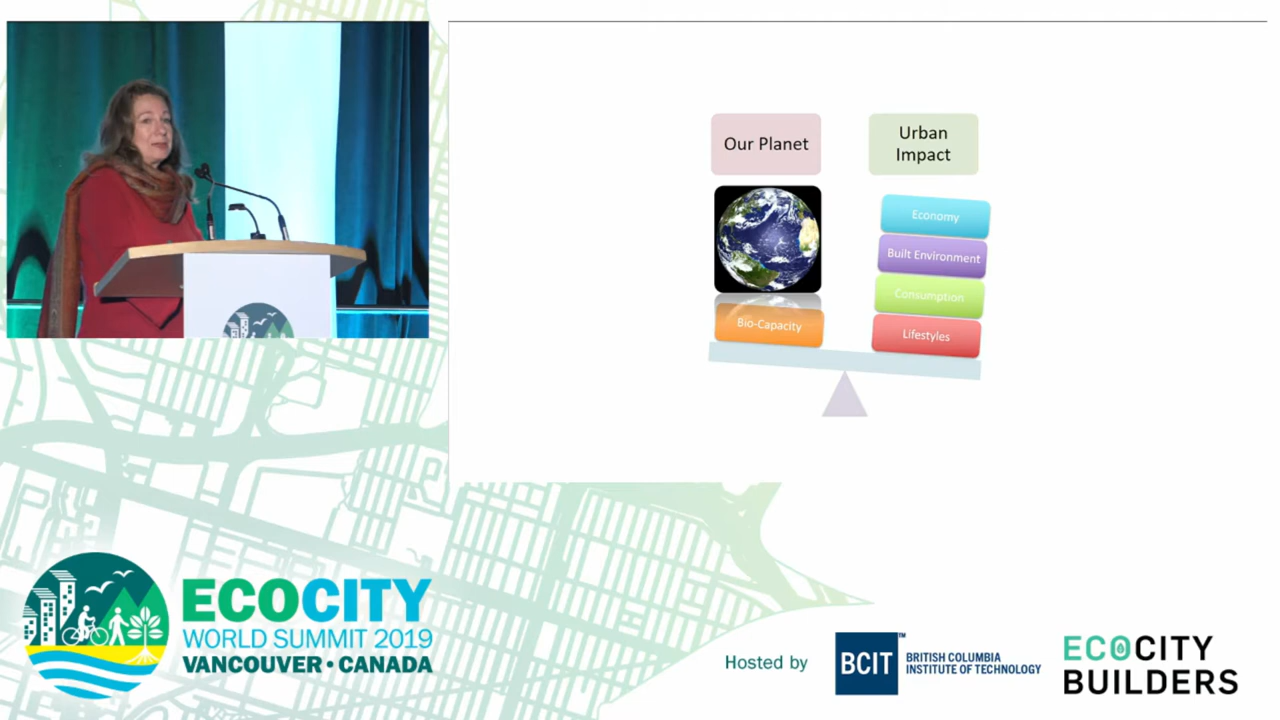 Our Planet
Urban
Impact
Economy
Built Environment
Consumption
Bio-Capacity
Lifestyles
ECOCITY
WORLD SUMMIT 2019
VANCOUVER • CANADA
Hosted by
BCIT™
BRITISH COLUMBIA
INSTITUTE OF TECHNOLOGY
ECOCITY
BUILDERS